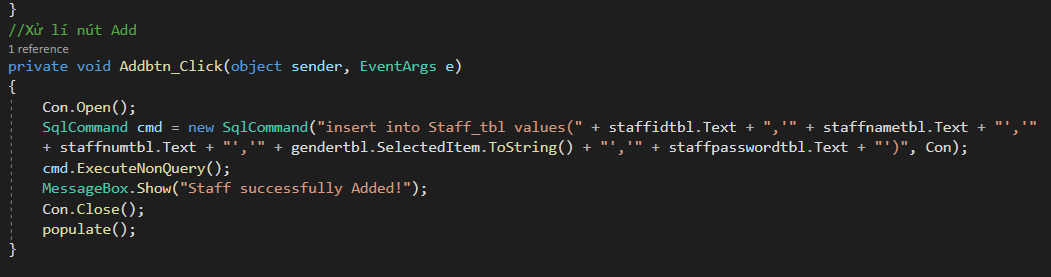 }
//Xử lí nút Add
1 reference
private void Addbtn_Click(object sender, EventArgs e)
{
Con.Open();
SqlCommand cmd = new SqlCommand("insert into Staff_tbl values(" + staffidtbl.Text + ",'" + staffnametbl.Text + "','"
+ staffnumtbl.Text + "','" + gendertbl.SelectedItem.ToString() + "','" + staffpasswordtbl.Text + "')", Con);
cmd.ExecuteNonQuery();
MessageBox.Show("Staff successfully Added!");
Con.Close();
populate();
}